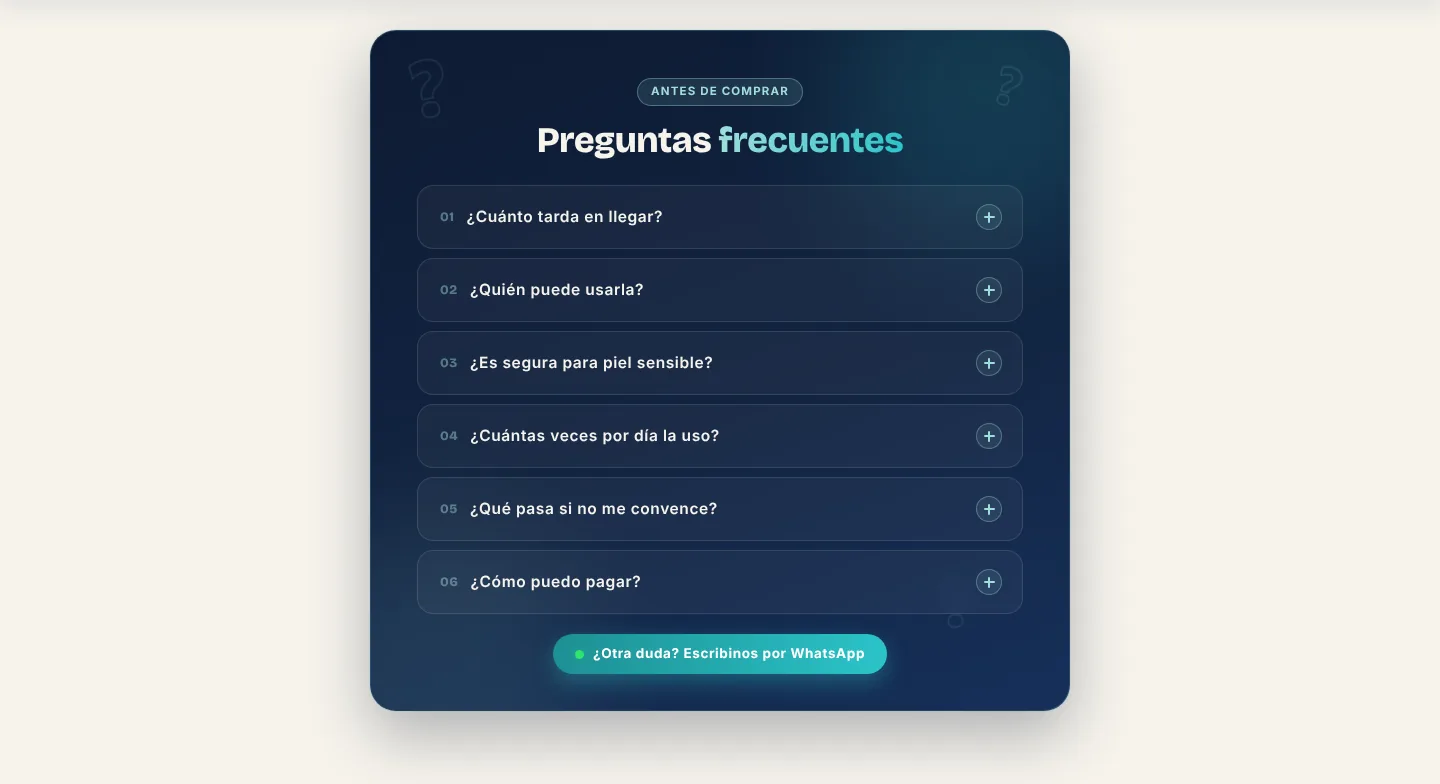 ?
?
ANTES DE COMPRAR
Preguntas frecuentes
01 ¿Cuánto tarda en llegar? +
02 ¿Quién puede usarla? +
03 ¿Es segura para piel sensible? +
04 ¿Cuántas veces por día la uso? +
05 ¿Qué pasa si no me convence? +
06 ¿Cómo puedo pagar? +
¿Otra duda? Escribinos por WhatsApp